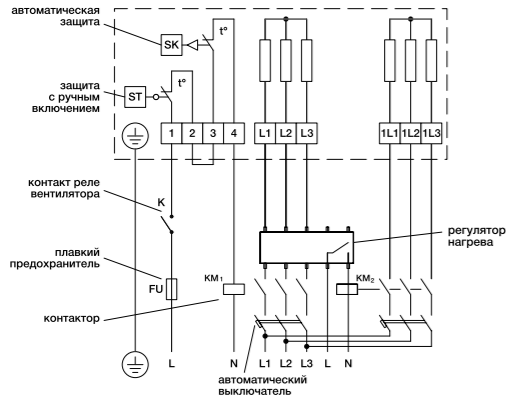 автоматическая
защита
SK
t°
защита
с ручным
включением
ST
t°
1 2 3 4 L1 L2 L3 1L1 1L2 1L3
контакт реле
вентилятора
K
регулятор
нагрева
плавкий
предохранитель
FU
KM1
KM2
контактор
L N L1 L2 L3 L N
автоматический
выключатель